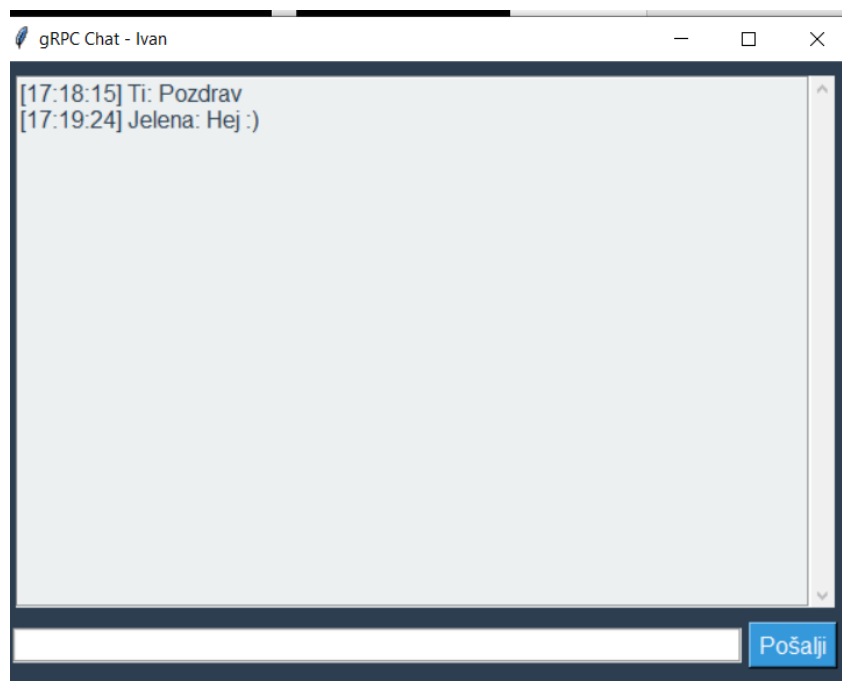 gRPC Chat - Ivan
[17:18:15] Ti: Pozdrav
[17:19:24] Jelena: Hej :)
Pošalji